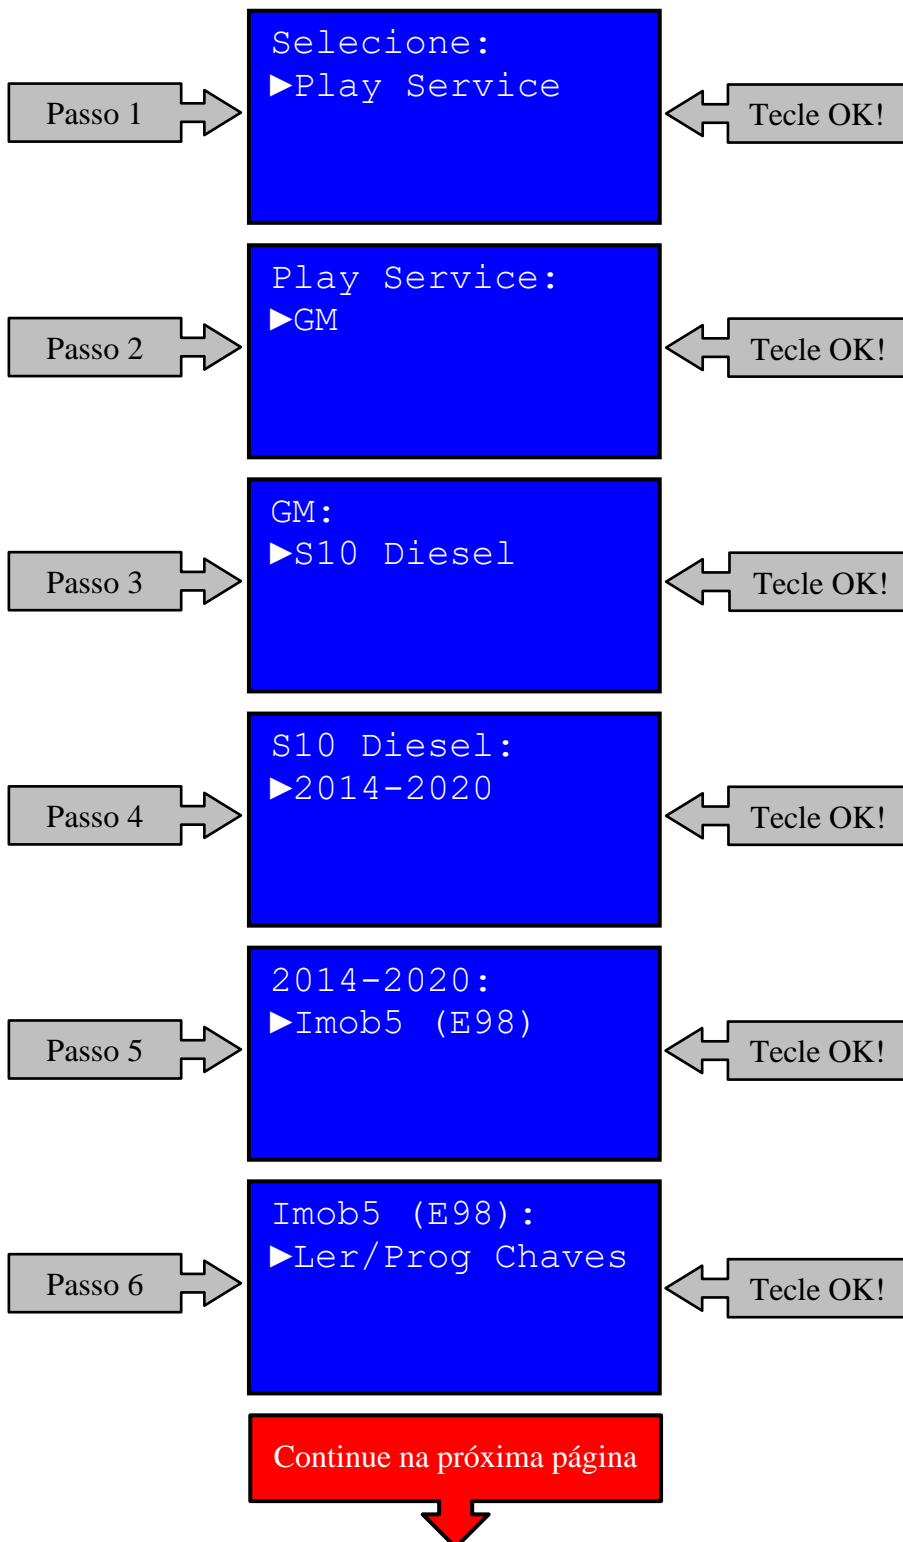 Selecione:
►Play Service
Passo 1
Tecle OK!
Play Service:
►GM
Passo 2
Tecle OK!
GM:
►S10 Diesel
Passo 3
Tecle OK!
S10 Diesel:
►2014-2020
Passo 4
Tecle OK!
2014-2020:
►Imob5 (E98)
Passo 5
Tecle OK!
Imob5 (E98):
►Ler/Prog Chaves
Passo 6
Tecle OK!
Continue na próxima página